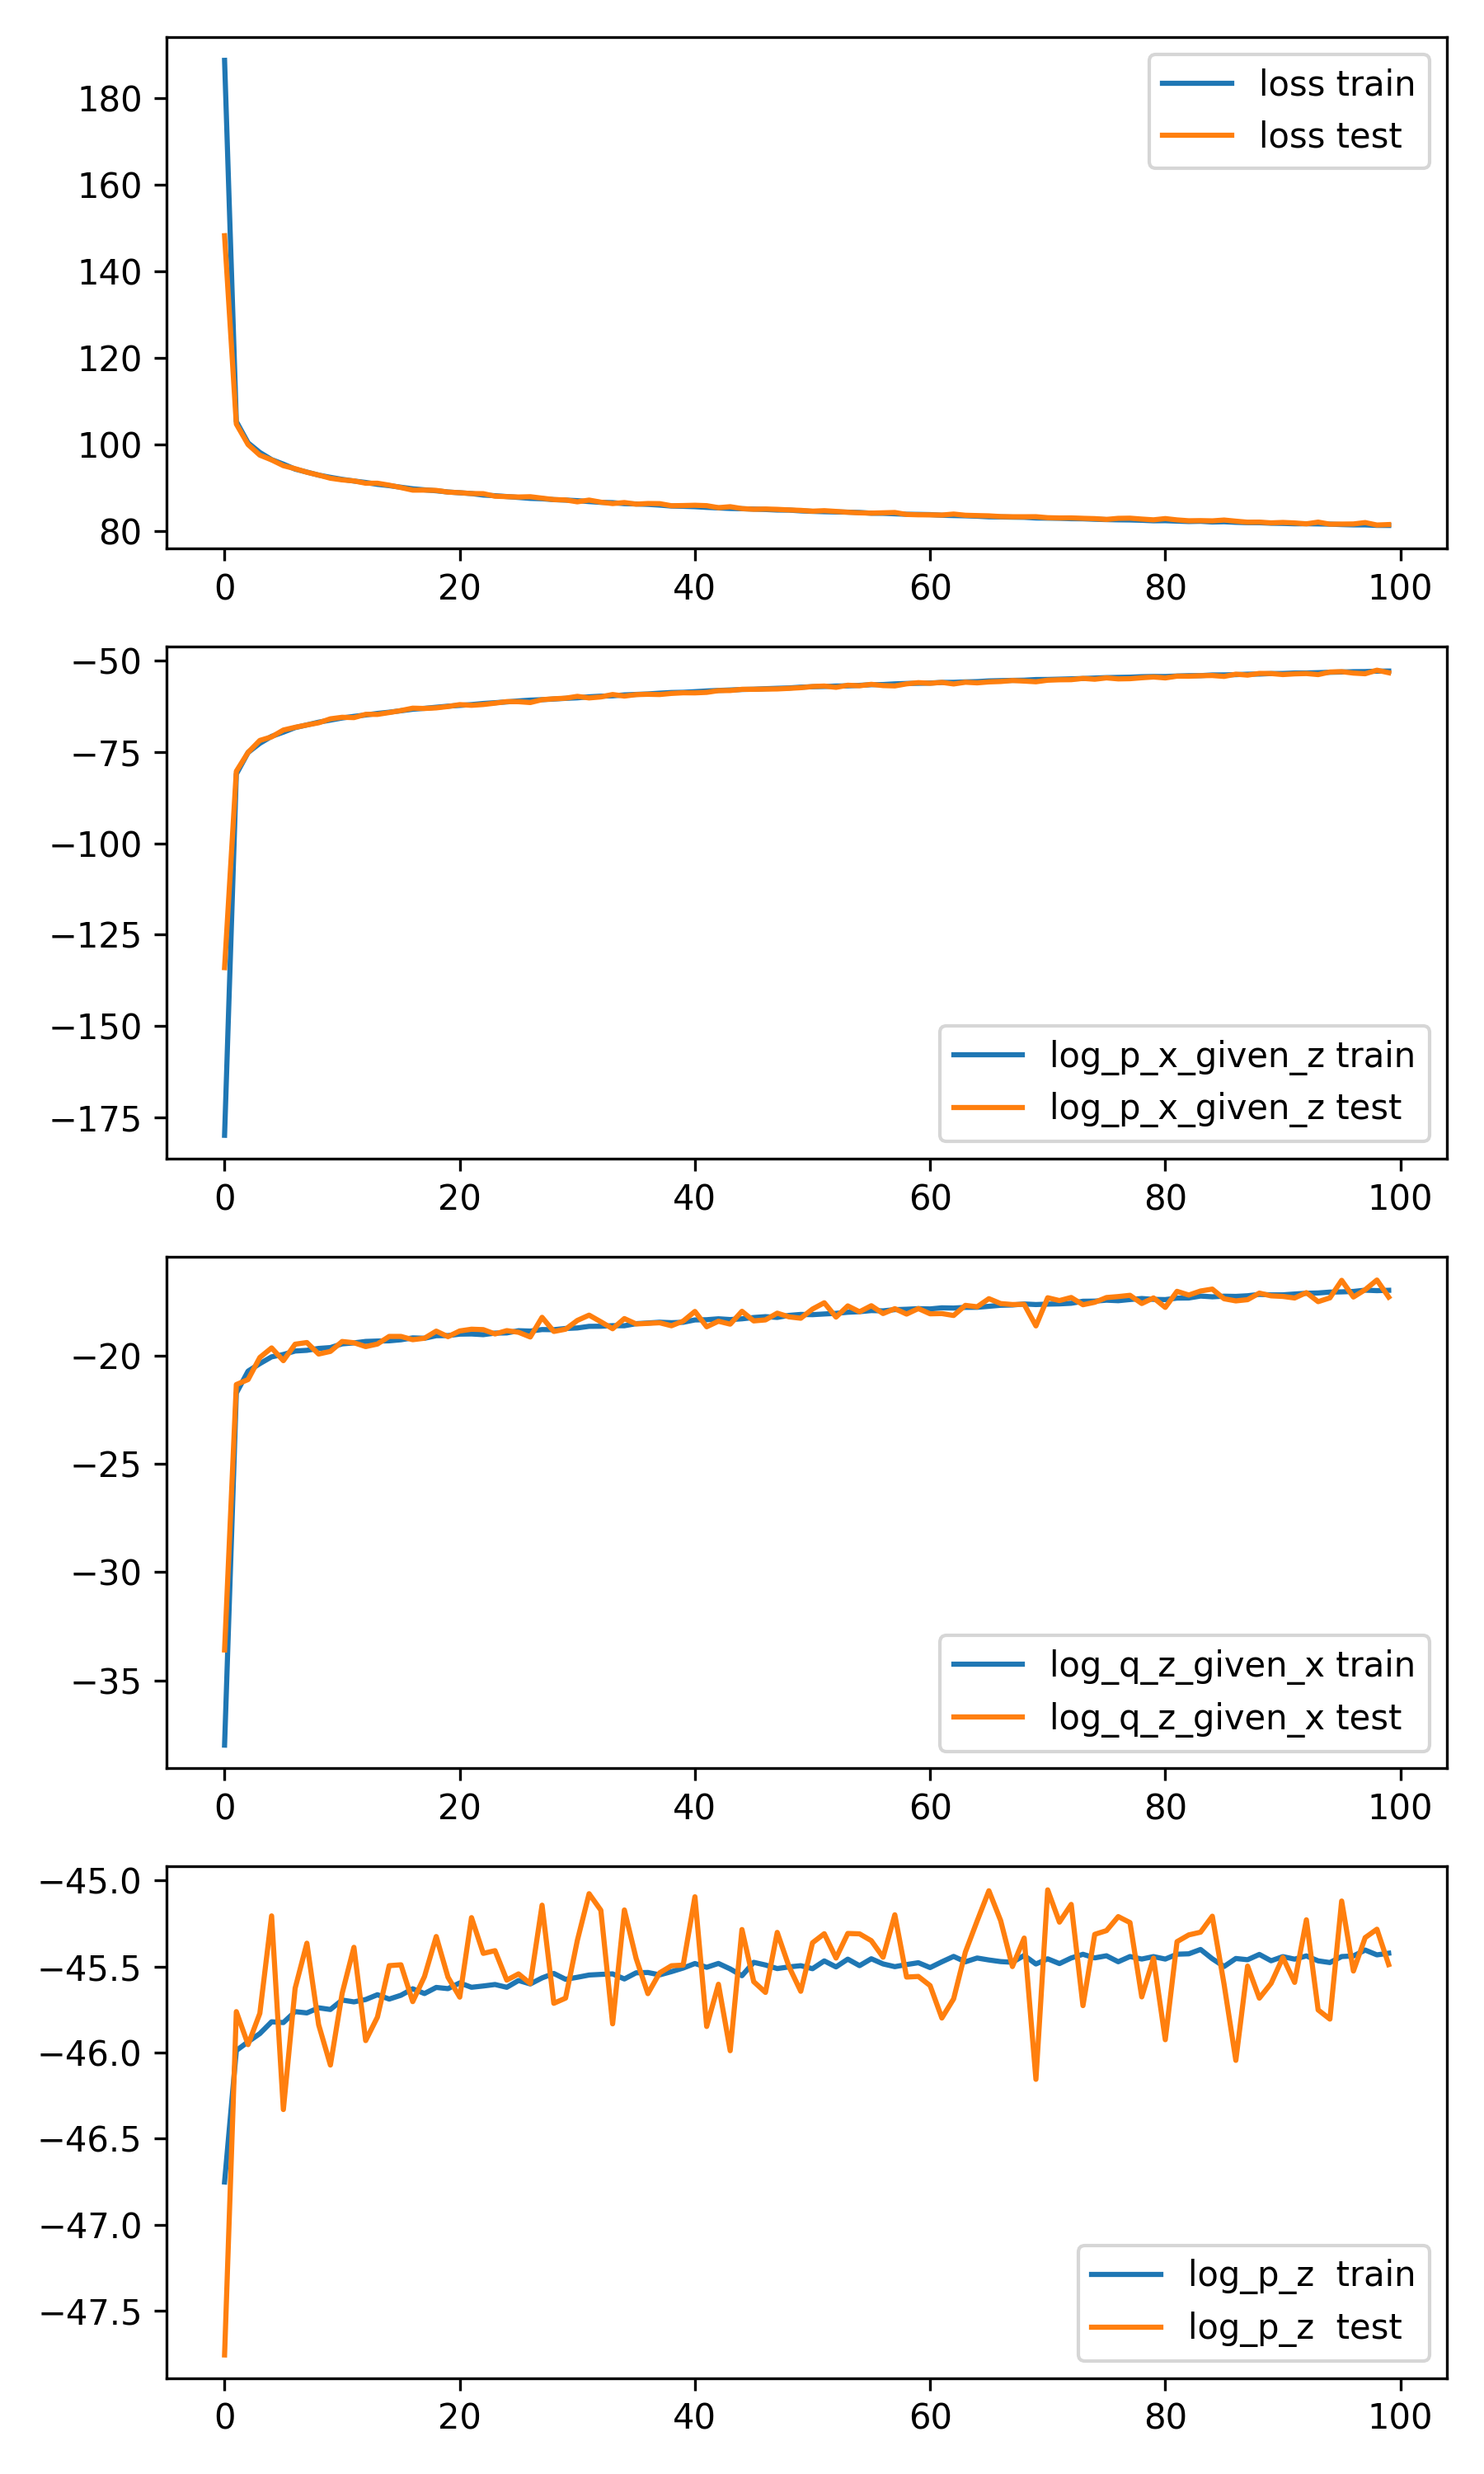 180
160
140
120
100
80
loss train
loss test
0 20 40 60 80 100
−50
−75
−100
−125
−150
−175
log_p_x_given_z train
log_p_x_given_z test
0 20 40 60 80 100
−20
−25
−30
−35
log_q_z_given_x train
log_q_z_given_x test
0 20 40 60 80 100
−45.0
−45.5
−46.0
−46.5
−47.0
−47.5
log_p_z  train
log_p_z  test
0 20 40 60 80 100